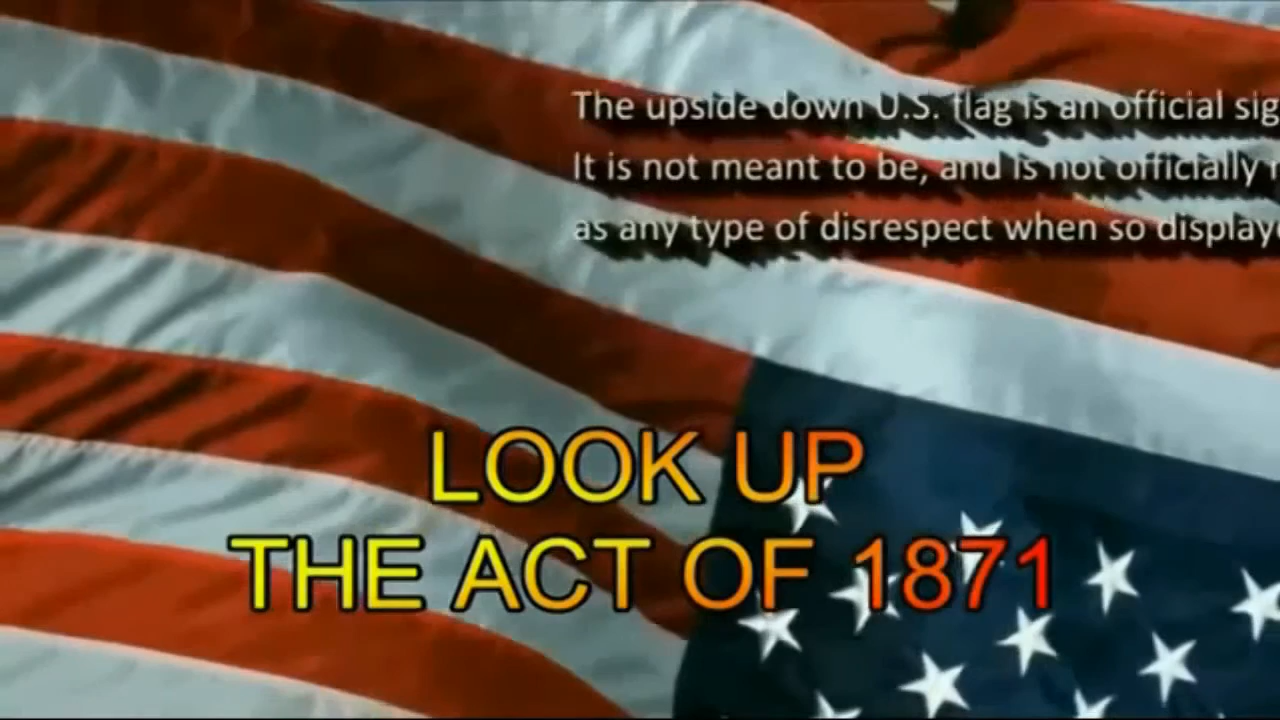 The upside down U.S. flag is an official sig
It is not meant to be, and is not officially
as any type of disrespect when so displaye
LOOK UP
THE ACT OF 1871